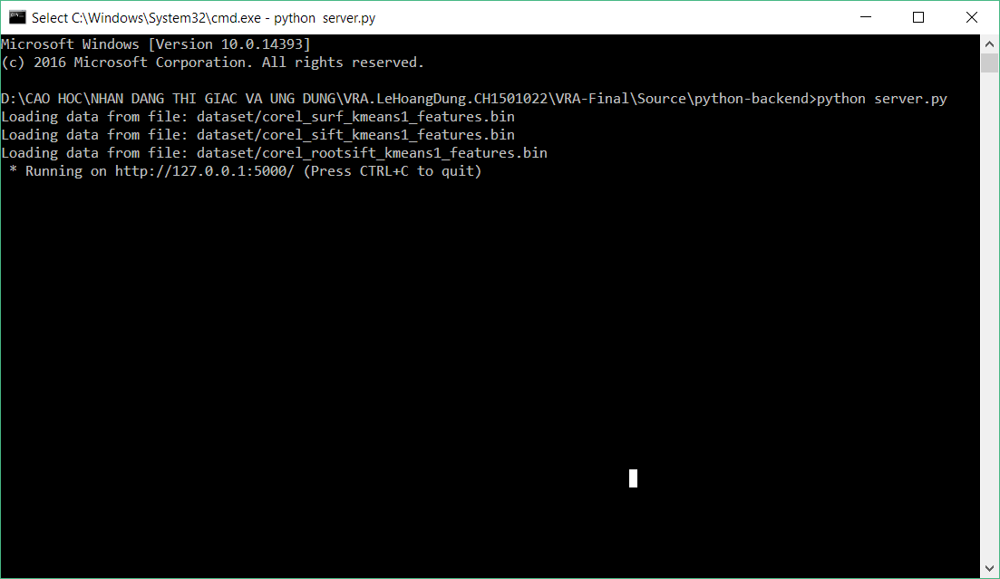 Select C:\Windows\System32\cmd.exe - python  server.py
Microsoft Windows [Version 10.0.14393]
(c) 2016 Microsoft Corporation. All rights reserved.
D:\CAO HOC\NHAN DANG THI GIAC VA UNG DUNG\VRA.LeHoangDung.CH1501022\VRA-Final\Source\python-backend>python server.py
Loading data from file: dataset/corel_surf_kmeans1_features.bin
Loading data from file: dataset/corel_sift_kmeans1_features.bin
Loading data from file: dataset/corel_rootsift_kmeans1_features.bin
 * Running on http://127.0.0.1:5000/ (Press CTRL+C to quit)